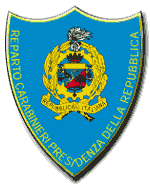 REPARTO CARABINIERI PRESIDENZA DELLA REPUBBLICA
REPUBBLICA ITALIANA